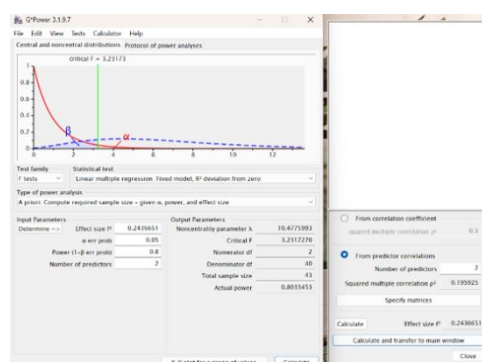 G*Power 3.1.9.7
File Edit View Tests Calculator Help
Central and noncentral distributions Protocol of power analyses
critical F = 3.23173
1
0.8
0.6
0.4
0.2
0
β
α
0 2 4 6 8 10 12
Test family Statistical test
F tests Linear multiple regression: Fixed model, R² deviation from zero
Type of power analysis
A priori: Compute required sample size - given α, power, and effect size
Input Parameters Output Parameters
Determine => Effect size f² 0.2436651 Noncentrality parameter λ 10.4775993
α err prob 0.05 Critical F 3.2317270
Power (1-β err prob) 0.8 Numerator df 2
Number of predictors 2 Denominator df 40
Total sample size 43
Actual power 0.8033453
X-Y plot for a range of values Calculate
From correlation coefficient
squared multiple correlation ρ² 0.5
From predictor correlations
Number of predictors 2
Squared multiple correlation ρ² 0.195925
Specify matrices
Calculate Effect size f² 0.2436651
Calculate and transfer to main window
Close